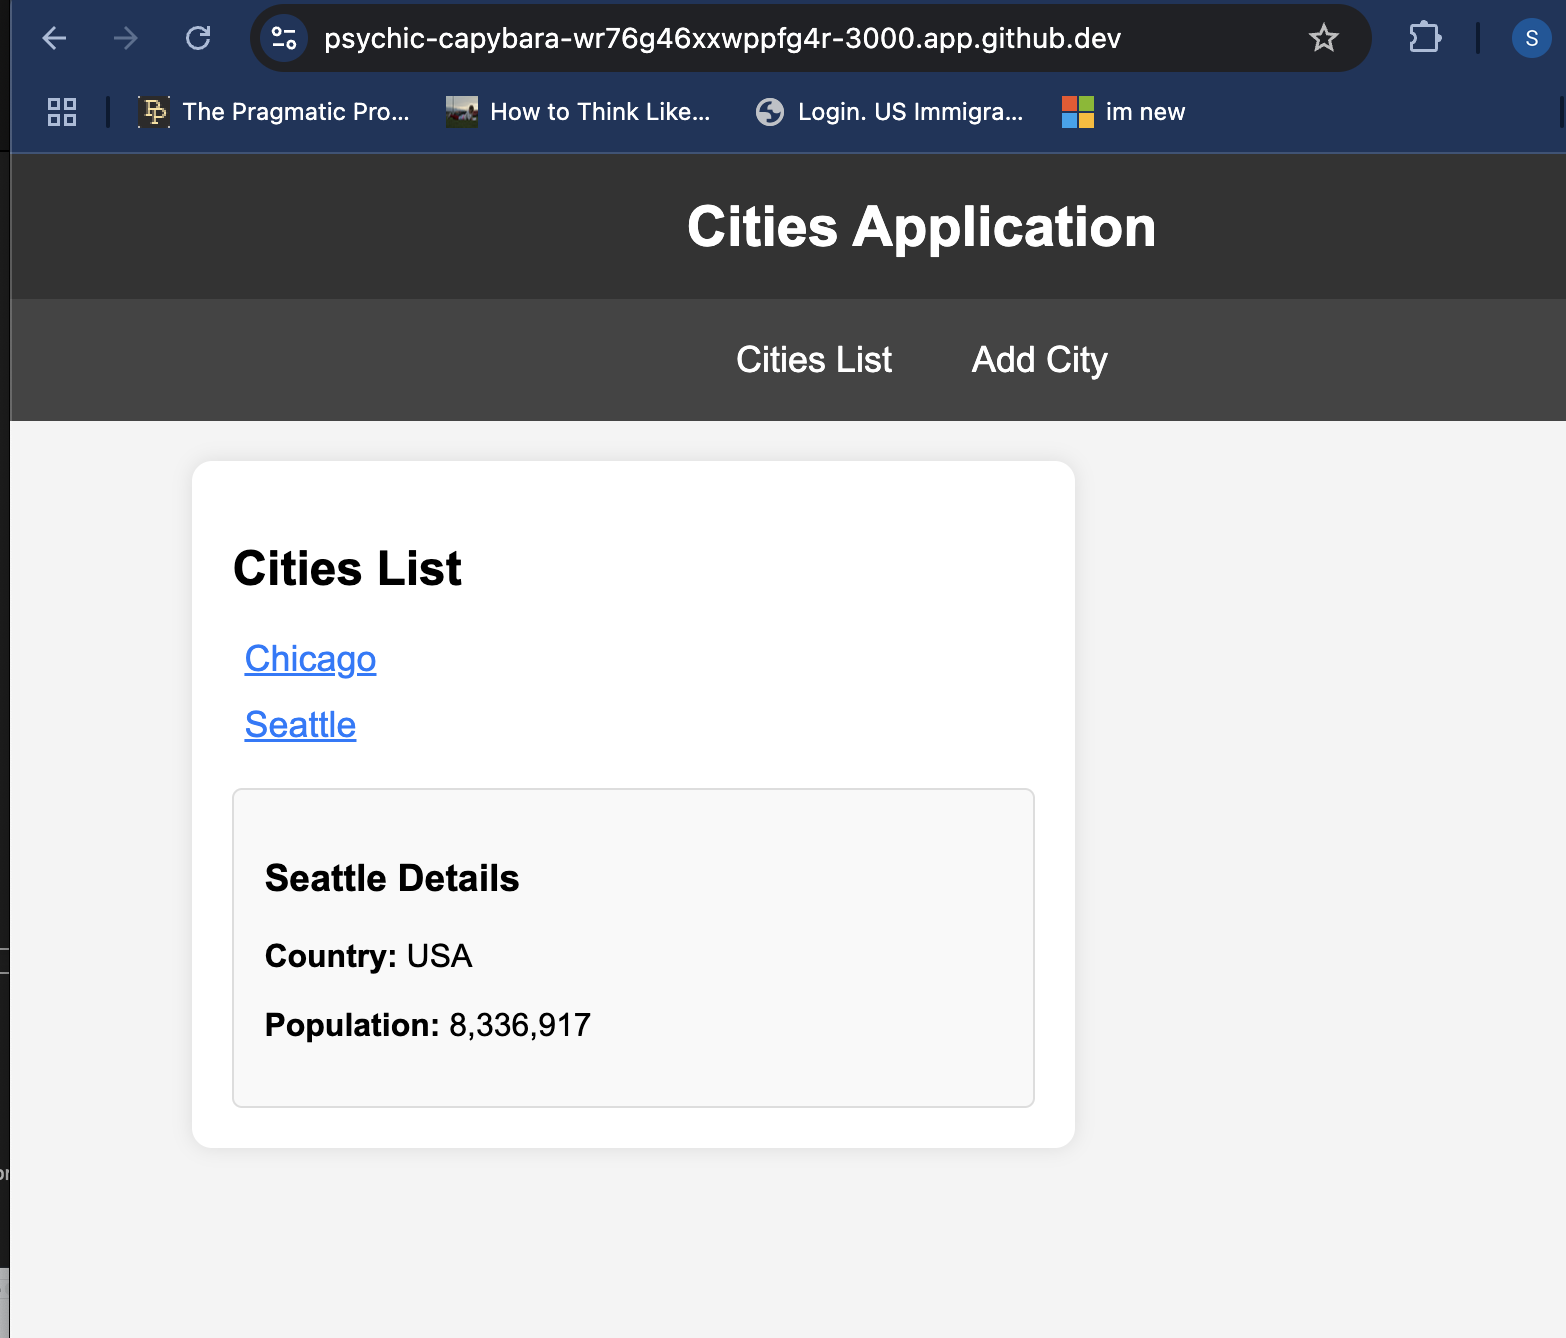 psychic-capybara-wr76g46xxwppfg4r-3000.app.github.dev
S
The Pragmatic Pro... How to Think Like... Login. US Immigra... im new
Cities Application
Cities List Add City
Cities List
Chicago
Seattle
Seattle Details
Country: USA
Population: 8,336,917